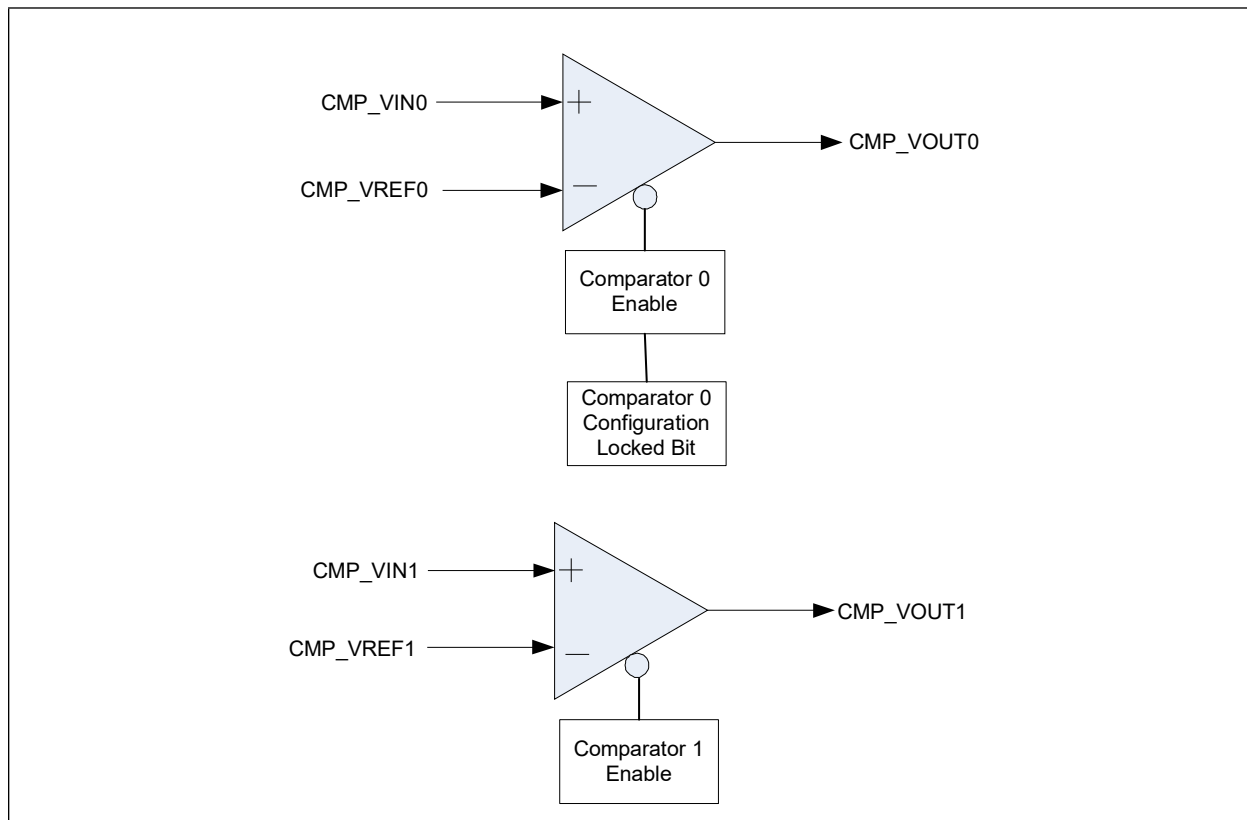 CMP_VIN0
+
CMP_VOUT0
CMP_VREF0
−
Comparator 0
Enable
Comparator 0
Configuration
Locked Bit
CMP_VIN1
+
CMP_VOUT1
CMP_VREF1
−
Comparator 1
Enable